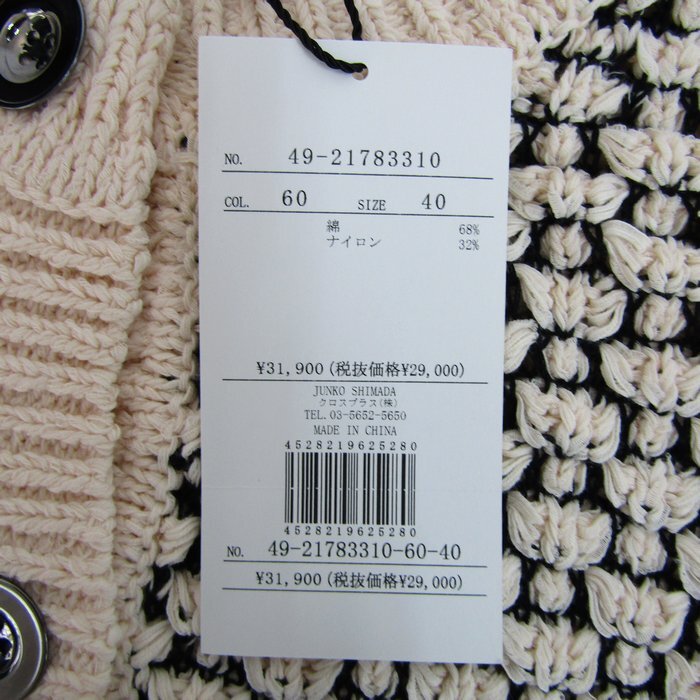 NO. 49-21783310
COL. 60 SIZE 40
綿 68%
ナイロン 32%
¥31,900(税抜価格¥29,000)
JUNKO SHIMADA
クロスプラス(株)
TEL. 03-5652-5650
MADE IN CHINA
4528219625280
4528219625280
NO. 49-21783310-60-40
¥31,900(税抜価格¥29,000)